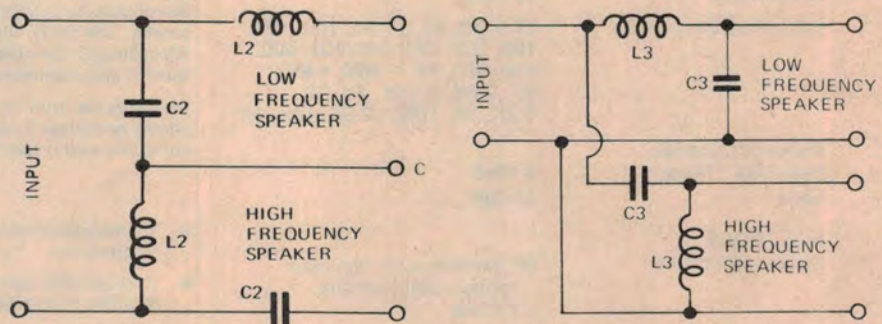 L2
C2
LOW
FREQUENCY
SPEAKER
INPUT
C
L2
HIGH
FREQUENCY
SPEAKER
C2
L3
INPUT
C3
LOW
FREQUENCY
SPEAKER
C3
L3
HIGH
FREQUENCY
SPEAKER